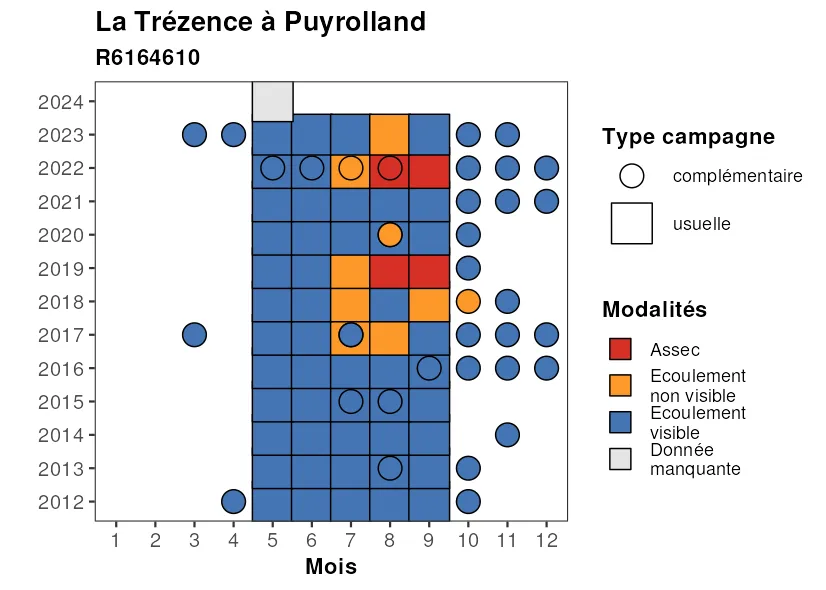 La Trézence à Puyrolland
R6164610
2024
2023
2022
2021
2020
2019
2018
2017
2016
2015
2014
2013
2012
1 2 3 4 5 6 7 8 9 10 11 12
Mois
Type campagne
complémentaire
usuelle
Modalités
Assec
Ecoulement
non visible
Ecoulement
visible
Donnée
manquante